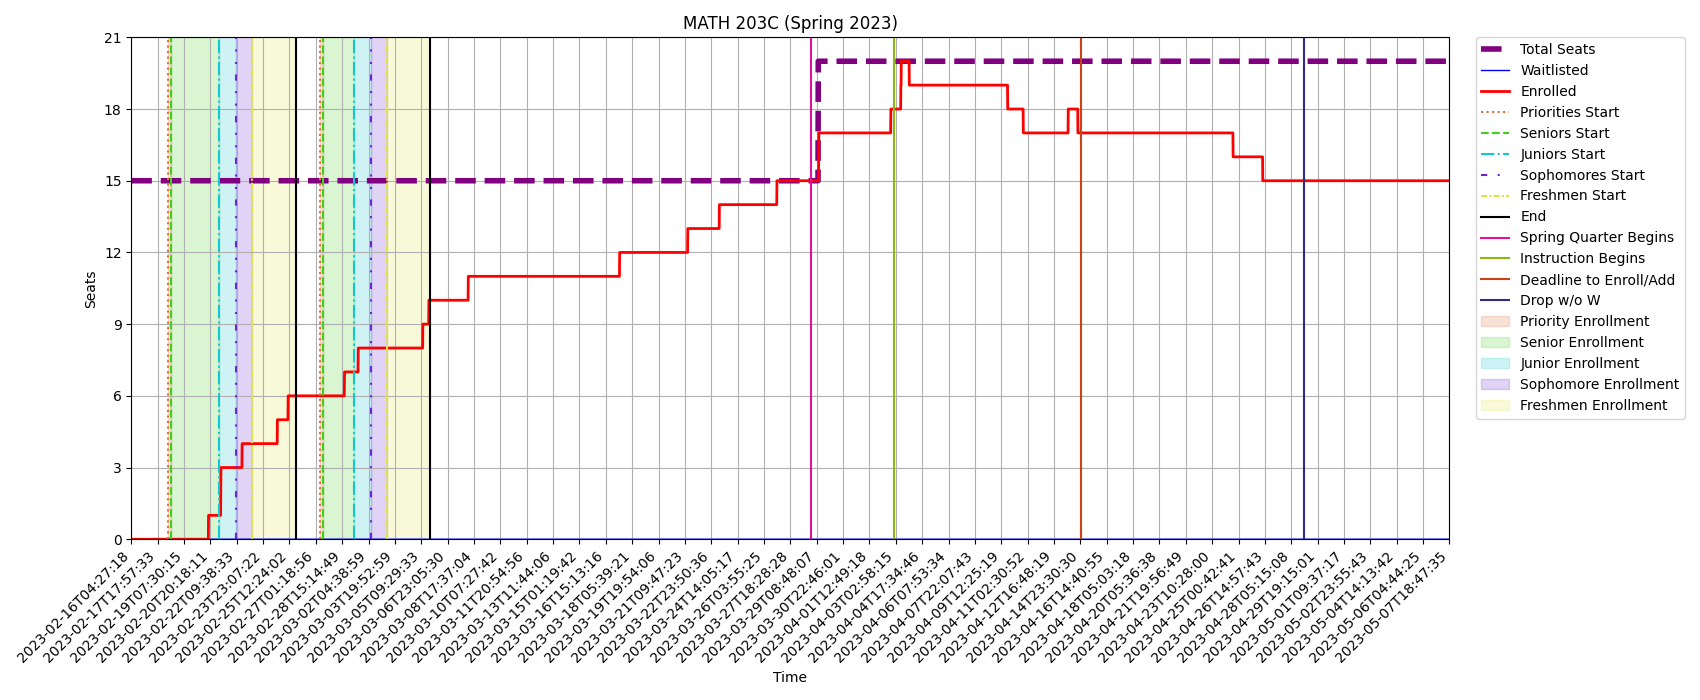 MATH 203C (Spring 2023)
21
18
15
12
9
6
3
0
Seats
2023-02-16T04:27:18
2023-02-17T17:57:33
2023-02-19T07:30:15
2023-02-20T20:18:11
2023-02-22T09:38:33
2023-02-23T23:07:22
2023-02-25T12:24:02
2023-02-27T01:18:56
2023-02-28T15:14:49
2023-03-02T04:38:59
2023-03-03T19:52:59
2023-03-05T09:29:33
2023-03-06T23:05:30
2023-03-08T17:37:04
2023-03-10T07:27:42
2023-03-11T20:54:56
2023-03-13T11:44:06
2023-03-15T01:19:42
2023-03-16T15:13:16
2023-03-18T05:39:21
2023-03-19T19:54:06
2023-03-21T09:47:23
2023-03-22T23:50:36
2023-03-24T14:05:17
2023-03-26T03:55:25
2023-03-27T18:28:28
2023-03-29T08:48:07
2023-03-30T22:46:01
2023-04-01T12:49:18
2023-04-03T02:58:15
2023-04-04T17:34:46
2023-04-06T07:53:34
2023-04-07T22:07:43
2023-04-09T12:25:19
2023-04-11T02:30:52
2023-04-12T16:48:19
2023-04-14T23:30:30
2023-04-16T14:40:55
2023-04-18T05:03:18
2023-04-20T05:36:38
2023-04-21T19:56:49
2023-04-23T10:28:00
2023-04-25T00:42:41
2023-04-26T14:57:43
2023-04-28T05:15:08
2023-04-29T19:15:01
2023-05-01T09:37:17
2023-05-02T23:55:43
2023-05-04T14:13:42
2023-05-06T04:44:25
2023-05-07T18:47:35
Time
Total Seats
Waitlisted
Enrolled
Priorities Start
Seniors Start
Juniors Start
Sophomores Start
Freshmen Start
End
Spring Quarter Begins
Instruction Begins
Deadline to Enroll/Add
Drop w/o W
Priority Enrollment
Senior Enrollment
Junior Enrollment
Sophomore Enrollment
Freshmen Enrollment